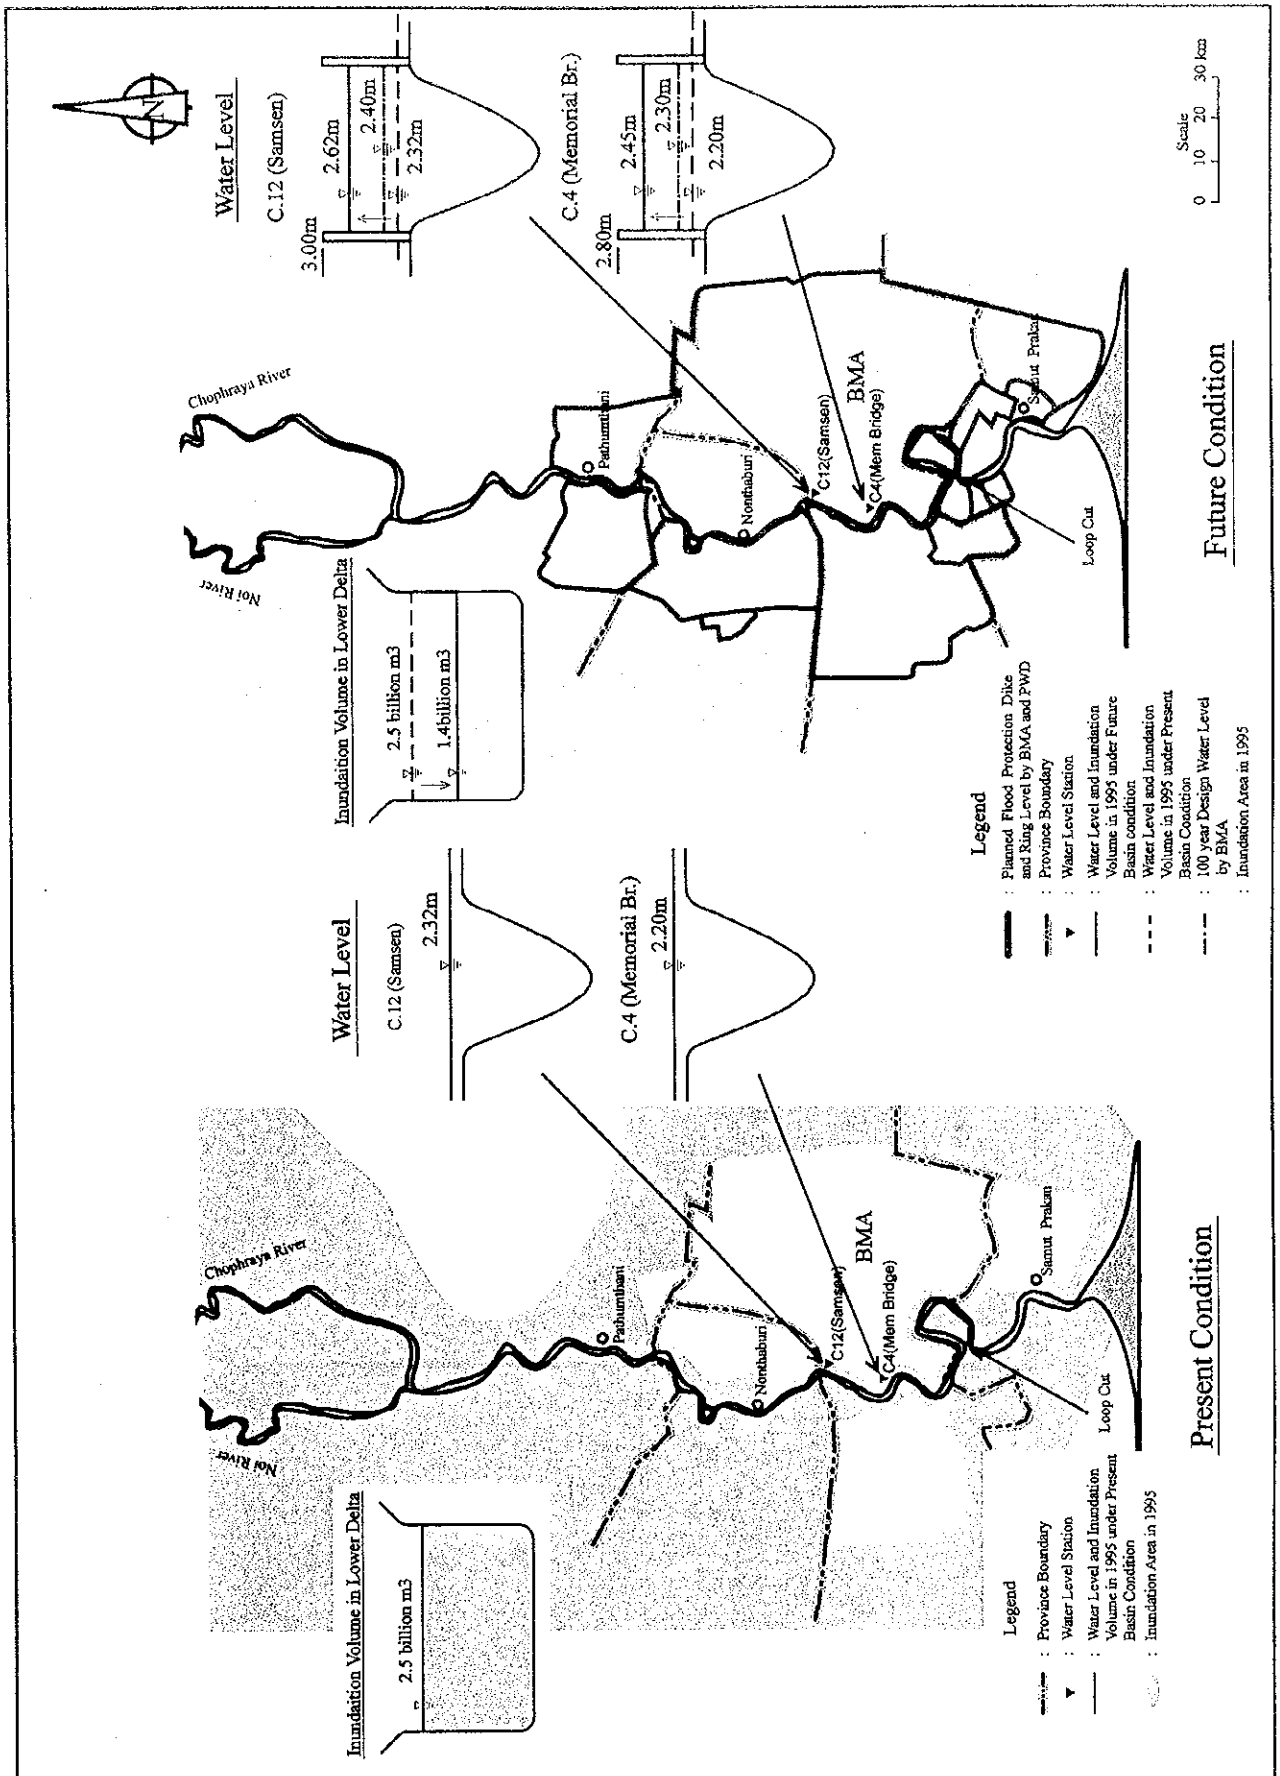 Inundaition Volume in Lower Delta
2.5 billion m3
Water Level
C.12 (Samsen)
2.32m
C.4 (Memorial Br.)
2.20m
Noi River
Chophraya River
Pathumthani
Nonthaburi
C12(Samsen)
BMA
C4(Mem Bridge)
Samut Prakan
Loop Cut
Legend
: Province Boundary
: Water Level Station
: Water Level and Inundation
Volume in 1995 under Present
Basin Condition
: Inundation Area in 1995
Present Condition
Inundaition Volume in Lower Delta
2.5 billion m3
1.4billion m3
N
Water Level
C.12 (Samsen)
3.00m
2.62m
2.40m
2.32m
C.4 (Memorial Br.)
2.80m
2.45m
2.30m
2.20m
Noi River
Chophraya River
Pathumthani
Nonthaburi
C12(Samsen)
BMA
C4(Mem Bridge)
Samut Prakan
Loop Cut
Legend
: Planned Flood Protection Dike
and Ring Level by BMA and PWD
: Province Boundary
: Water Level Station
: Water Level and Inundation
Volume in 1995 under Future
Basin condition
: Water Level and Inundation
Volume in 1995 under Present
Basin Condition
: 100 year Design Water Level
by BMA
: Inundation Area in 1995
Scale
0 10 20 30 km
Future Condition